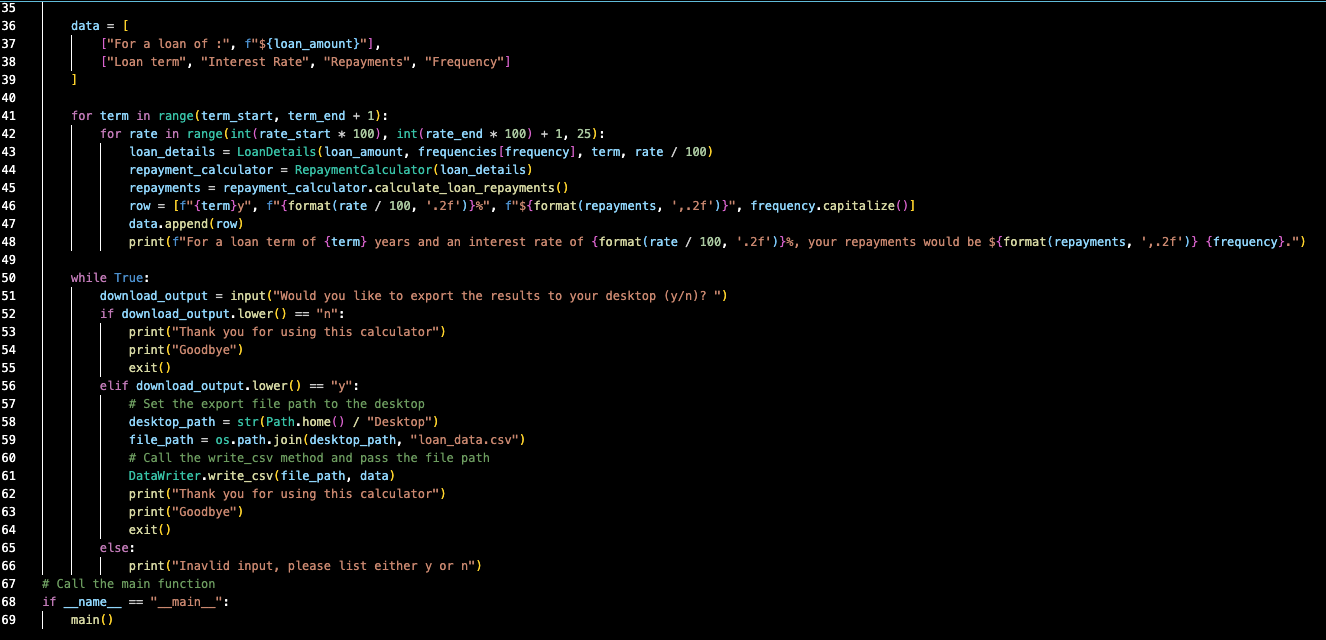 35
36 data = [
37 ["For a loan of :", f"${loan_amount}"],
38 ["Loan term", "Interest Rate", "Repayments", "Frequency"]
39 ]
40
41 for term in range(term_start, term_end + 1):
42 for rate in range(int(rate_start * 100), int(rate_end * 100) + 1, 25):
43 loan_details = LoanDetails(loan_amount, frequencies[frequency], term, rate / 100)
44 repayment_calculator = RepaymentCalculator(loan_details)
45 repayments = repayment_calculator.calculate_loan_repayments()
46 row = [f"{term}y", f"{format(rate / 100, '.2f')}%", f"${format(repayments, ',.2f')}", frequency.capitalize()]
47 data.append(row)
48 print(f"For a loan term of {term} years and an interest rate of {format(rate / 100, '.2f')}%, your repayments would be ${format(repayments, ',.2f')} {frequency}.")
49
50 while True:
51 download_output = input("Would you like to export the results to your desktop (y/n)? ")
52 if download_output.lower() == "n":
53 print("Thank you for using this calculator")
54 print("Goodbye")
55 exit()
56 elif download_output.lower() == "y":
57 # Set the export file path to the desktop
58 desktop_path = str(Path.home() / "Desktop")
59 file_path = os.path.join(desktop_path, "loan_data.csv")
60 # Call the write_csv method and pass the file path
61 DataWriter.write_csv(file_path, data)
62 print("Thank you for using this calculator")
63 print("Goodbye")
64 exit()
65 else:
66 print("Inavlid input, please list either y or n")
67 # Call the main function
68 if __name__ == "__main__":
69 main()